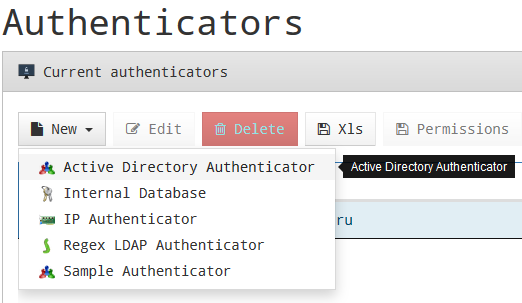 Authenticators
Current authenticators
New Edit Delete Xls Permissions
Active Directory Authenticator Active Directory Authenticator
Internal Database
IP Authenticator
ru
Regex LDAP Authenticator
Sample Authenticator